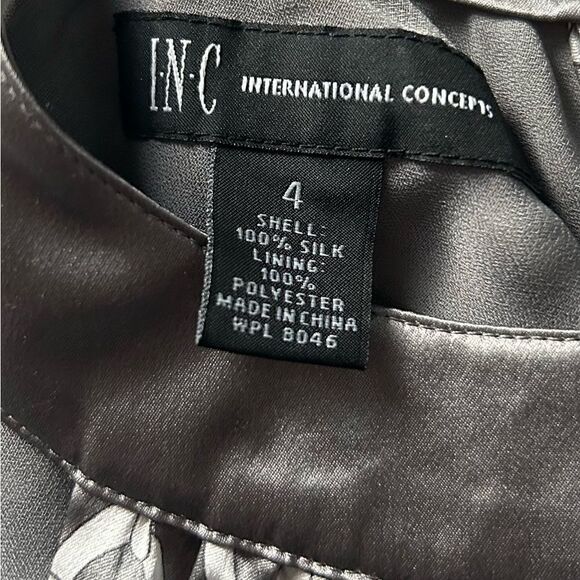 I·N·C INTERNATIONAL CONCEPTS
4
SHELL:
100% SILK
LINING:
100%
POLYESTER
MADE IN CHINA
WPL 8046